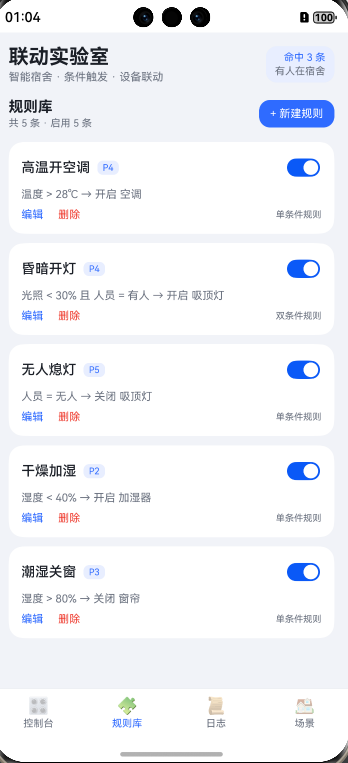 01:04
100
联动实验室
智能宿舍 · 条件触发 · 设备联动
命中 3 条
有人在宿舍
规则库
共 5 条 · 启用 5 条
+ 新建规则
高温开空调 P4
温度 > 28℃ → 开启 空调
编辑 删除 单条件规则
昏暗开灯 P4
光照 < 30% 且 人员 = 有人 → 开启 吸顶灯
编辑 删除 双条件规则
无人熄灯 P5
人员 = 无人 → 关闭 吸顶灯
编辑 删除 单条件规则
干燥加湿 P2
湿度 < 40% → 开启 加湿器
编辑 删除 单条件规则
潮湿关窗 P3
湿度 > 80% → 关闭 窗帘
编辑 删除 单条件规则
控制台 规则库 日志 场景